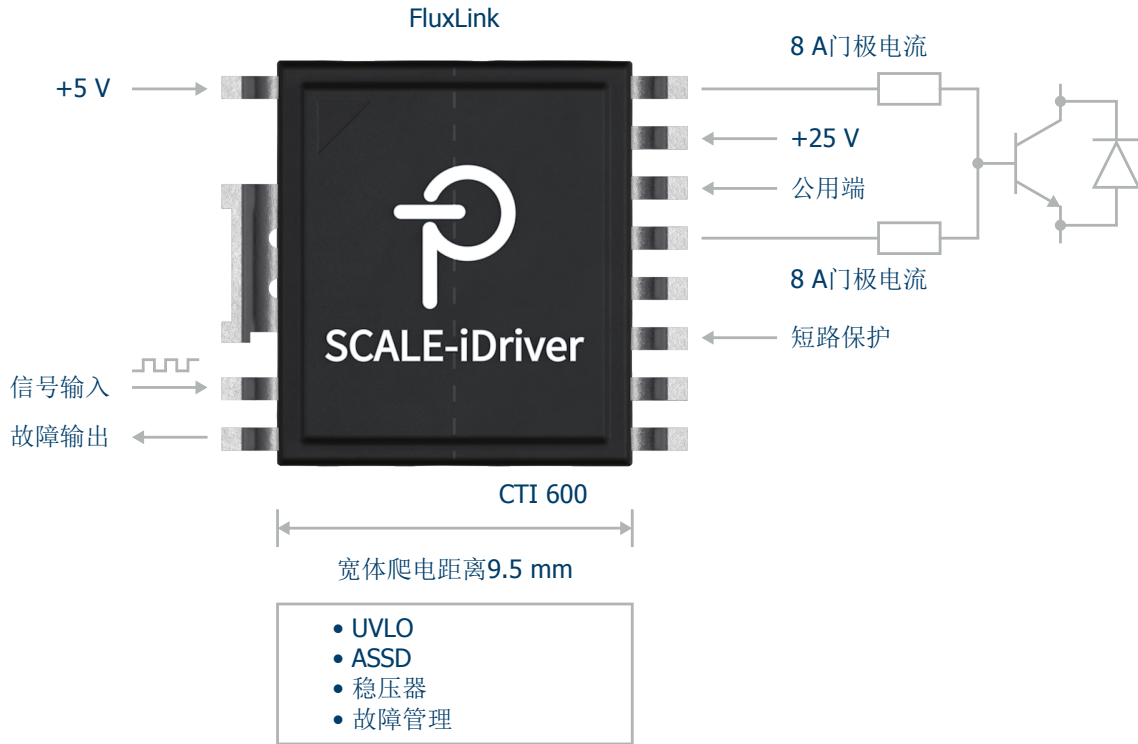 FluxLink
8 A门极电流
+5 V
+25 V
公用端
8 A门极电流
SCALE-iDriver
短路保护
信号输入
故障输出
CTI 600
宽体爬电距离9.5 mm
• UVLO
• ASSD
• 稳压器
• 故障管理